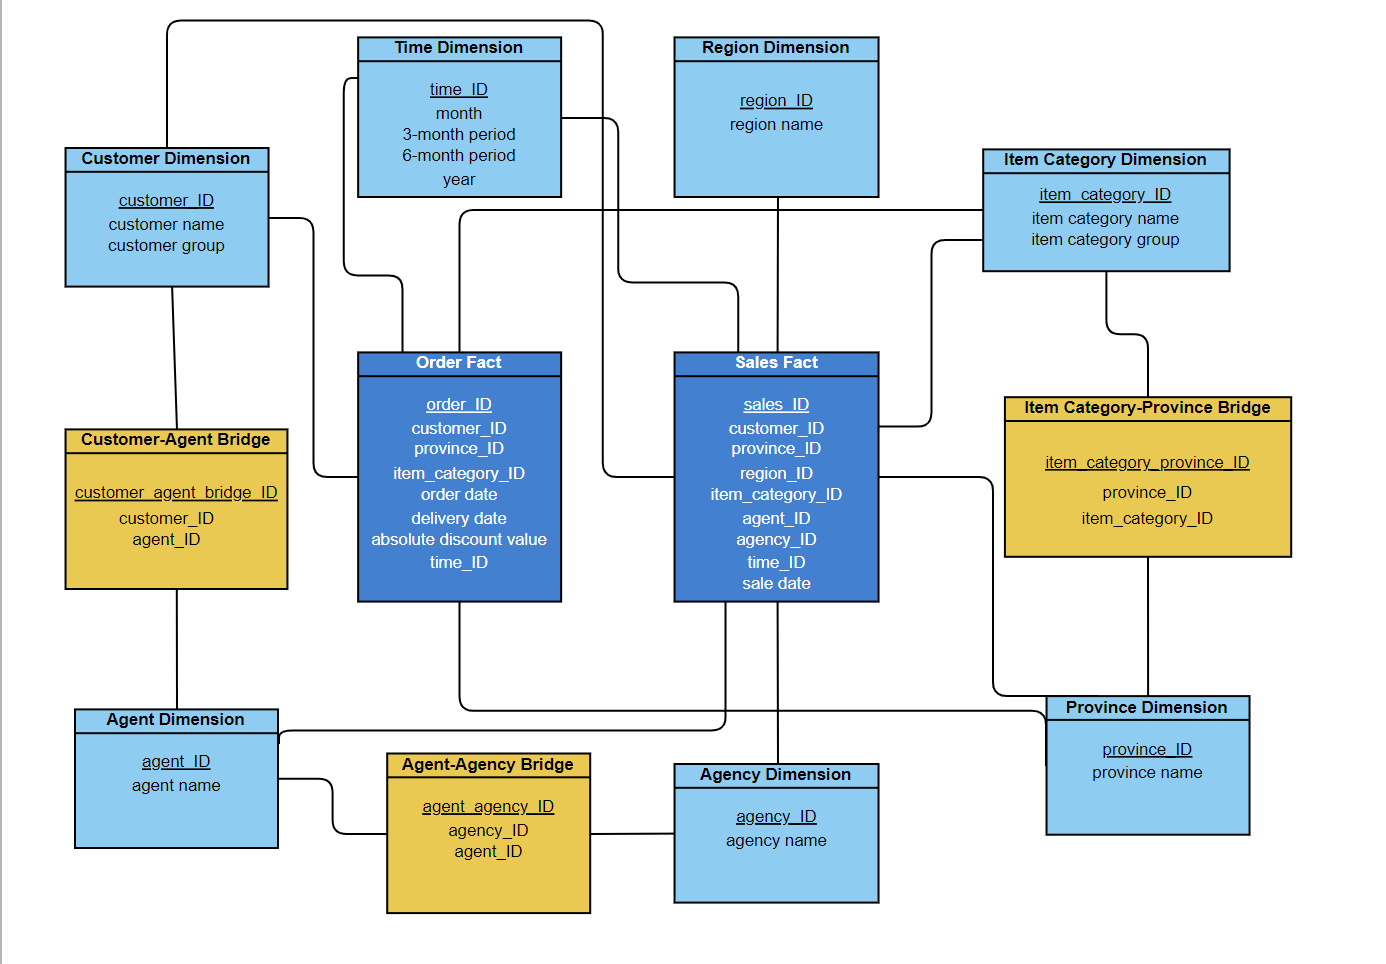 Time Dimension
time_ID
month
3-month period
6-month period
year
Region Dimension
region_ID
region name
Customer Dimension
customer_ID
customer name
customer group
Item Category Dimension
item_category_ID
item category name
item category group
Order Fact
order_ID
customer_ID
province_ID
item_category_ID
order date
delivery date
absolute discount value
time_ID
Sales Fact
sales_ID
customer_ID
province_ID
region_ID
item_category_ID
agent_ID
agency_ID
time_ID
sale date
Item Category-Province Bridge
item_category_province_ID
province_ID
item_category_ID
Customer-Agent Bridge
customer_agent_bridge_ID
customer_ID
agent_ID
Agent Dimension
agent_ID
agent name
Agent-Agency Bridge
agent_agency_ID
agency_ID
agent_ID
Agency Dimension
agency_ID
agency name
Province Dimension
province_ID
province name